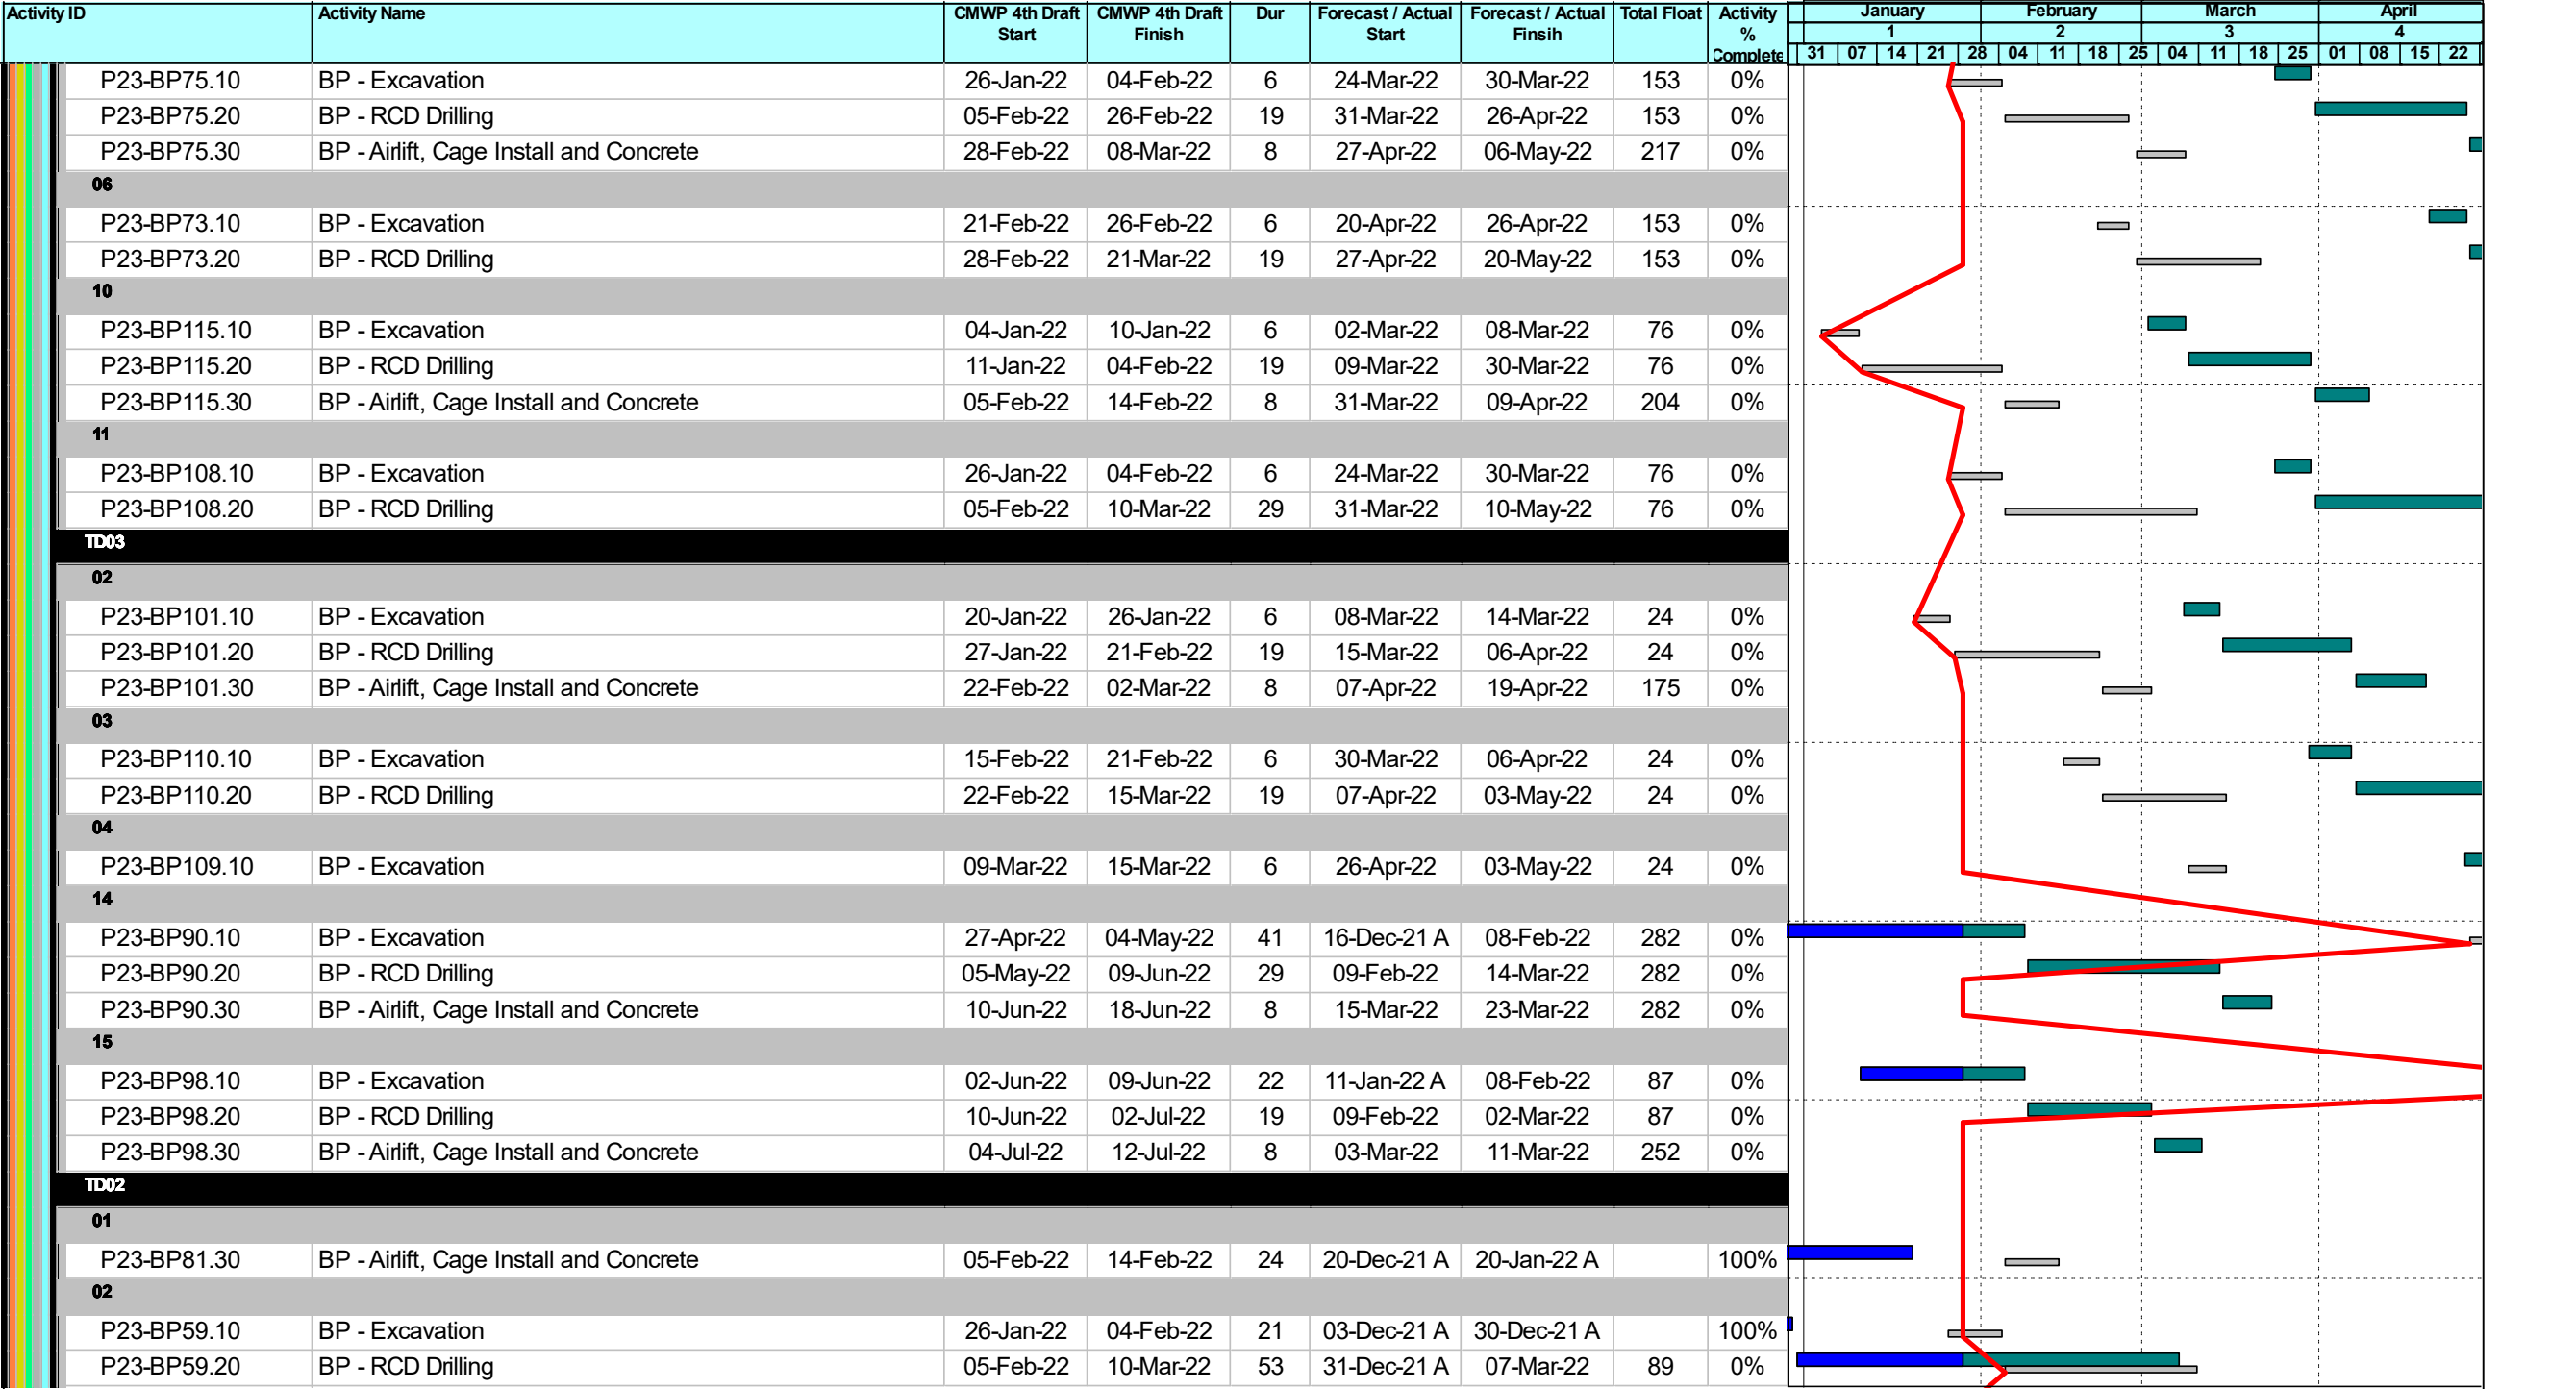 Activity ID Activity Name CMWP 4th Draft Start CMWP 4th Draft Finish Dur Forecast / Actual Start Forecast / Actual Finsih Total Float Activity % Complete
January February March April
1 2 3 4
31 07 14 21 28 04 11 18 25 04 11 18 25 01 08 15 22
P23-BP75.10 BP - Excavation 26-Jan-22 04-Feb-22 6 24-Mar-22 30-Mar-22 153 0%
P23-BP75.20 BP - RCD Drilling 05-Feb-22 26-Feb-22 19 31-Mar-22 26-Apr-22 153 0%
P23-BP75.30 BP - Airlift, Cage Install and Concrete 28-Feb-22 08-Mar-22 8 27-Apr-22 06-May-22 217 0%
06
P23-BP73.10 BP - Excavation 21-Feb-22 26-Feb-22 6 20-Apr-22 26-Apr-22 153 0%
P23-BP73.20 BP - RCD Drilling 28-Feb-22 21-Mar-22 19 27-Apr-22 20-May-22 153 0%
10
P23-BP115.10 BP - Excavation 04-Jan-22 10-Jan-22 6 02-Mar-22 08-Mar-22 76 0%
P23-BP115.20 BP - RCD Drilling 11-Jan-22 04-Feb-22 19 09-Mar-22 30-Mar-22 76 0%
P23-BP115.30 BP - Airlift, Cage Install and Concrete 05-Feb-22 14-Feb-22 8 31-Mar-22 09-Apr-22 204 0%
11
P23-BP108.10 BP - Excavation 26-Jan-22 04-Feb-22 6 24-Mar-22 30-Mar-22 76 0%
P23-BP108.20 BP - RCD Drilling 05-Feb-22 10-Mar-22 29 31-Mar-22 10-May-22 76 0%
TD03
02
P23-BP101.10 BP - Excavation 20-Jan-22 26-Jan-22 6 08-Mar-22 14-Mar-22 24 0%
P23-BP101.20 BP - RCD Drilling 27-Jan-22 21-Feb-22 19 15-Mar-22 06-Apr-22 24 0%
P23-BP101.30 BP - Airlift, Cage Install and Concrete 22-Feb-22 02-Mar-22 8 07-Apr-22 19-Apr-22 175 0%
03
P23-BP110.10 BP - Excavation 15-Feb-22 21-Feb-22 6 30-Mar-22 06-Apr-22 24 0%
P23-BP110.20 BP - RCD Drilling 22-Feb-22 15-Mar-22 19 07-Apr-22 03-May-22 24 0%
04
P23-BP109.10 BP - Excavation 09-Mar-22 15-Mar-22 6 26-Apr-22 03-May-22 24 0%
14
P23-BP90.10 BP - Excavation 27-Apr-22 04-May-22 41 16-Dec-21 A 08-Feb-22 282 0%
P23-BP90.20 BP - RCD Drilling 05-May-22 09-Jun-22 29 09-Feb-22 14-Mar-22 282 0%
P23-BP90.30 BP - Airlift, Cage Install and Concrete 10-Jun-22 18-Jun-22 8 15-Mar-22 23-Mar-22 282 0%
15
P23-BP98.10 BP - Excavation 02-Jun-22 09-Jun-22 22 11-Jan-22 A 08-Feb-22 87 0%
P23-BP98.20 BP - RCD Drilling 10-Jun-22 02-Jul-22 19 09-Feb-22 02-Mar-22 87 0%
P23-BP98.30 BP - Airlift, Cage Install and Concrete 04-Jul-22 12-Jul-22 8 03-Mar-22 11-Mar-22 252 0%
TD02
01
P23-BP81.30 BP - Airlift, Cage Install and Concrete 05-Feb-22 14-Feb-22 24 20-Dec-21 A 20-Jan-22 A 100%
02
P23-BP59.10 BP - Excavation 26-Jan-22 04-Feb-22 21 03-Dec-21 A 30-Dec-21 A 100%
P23-BP59.20 BP - RCD Drilling 05-Feb-22 10-Mar-22 53 31-Dec-21 A 07-Mar-22 89 0%